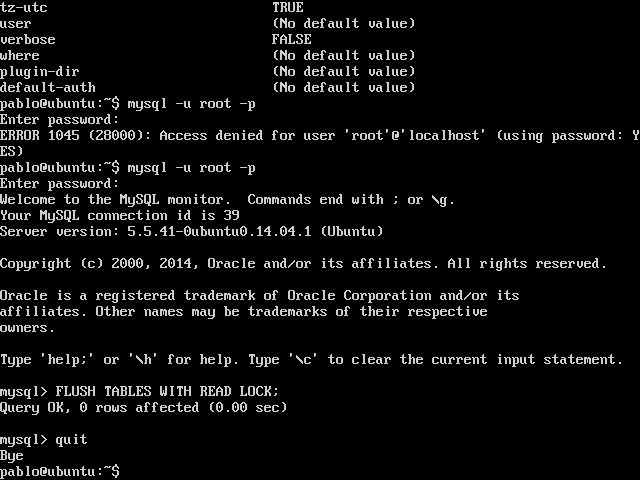 tz-utc                            TRUE
user                              (No default value)
verbose                           FALSE
where                             (No default value)
plugin-dir                        (No default value)
default-auth                      (No default value)
pablo@ubuntu:~$ mysql -u root -p
Enter password:
ERROR 1045 (28000): Access denied for user 'root'@'localhost' (using password: Y
ES)
pablo@ubuntu:~$ mysql -u root -p
Enter password:
Welcome to the MySQL monitor.  Commands end with ; or \g.
Your MySQL connection id is 39
Server version: 5.5.41-0ubuntu0.14.04.1 (Ubuntu)
Copyright (c) 2000, 2014, Oracle and/or its affiliates. All rights reserved.
Oracle is a registered trademark of Oracle Corporation and/or its
affiliates. Other names may be trademarks of their respective
owners.
Type 'help;' or '\h' for help. Type '\c' to clear the current input statement.
mysql> FLUSH TABLES WITH READ LOCK;
Query OK, 0 rows affected (0.00 sec)
mysql> quit
Bye
pablo@ubuntu:~$